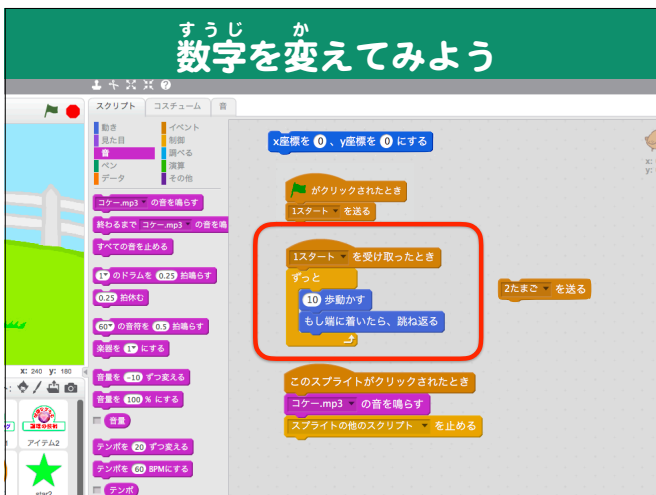 すうじ か
数字を変えてみよう
スクリプト コスチューム 音
動き イベント
見た目 制御
音 調べる
ペン 演算
データ その他
コケー.mp3 の音を鳴らす
終わるまで コケー.mp3 の音を鳴
すべての音を止める
1 のドラムを 0.25 拍鳴らす
0.25 拍休む
60 の音符を 0.5 拍鳴らす
楽器を 1 にする
音量を -10 ずつ変える
音量を 100 % にする
音量
テンポを 20 ずつ変える
テンポを 60 BPMにする
テンポ
x: 240 y: 180
アイテム2
star2
x座標を 0 、y座標を 0 にする
がクリックされたとき
1スタート を送る
1スタート を受け取ったとき
ずっと
10 歩動かす
もし端に着いたら、跳ね返る
2たまご を送る
このスプライトがクリックされたとき
コケー.mp3 の音を鳴らす
スプライトの他のスクリプト を止める
x:
y: